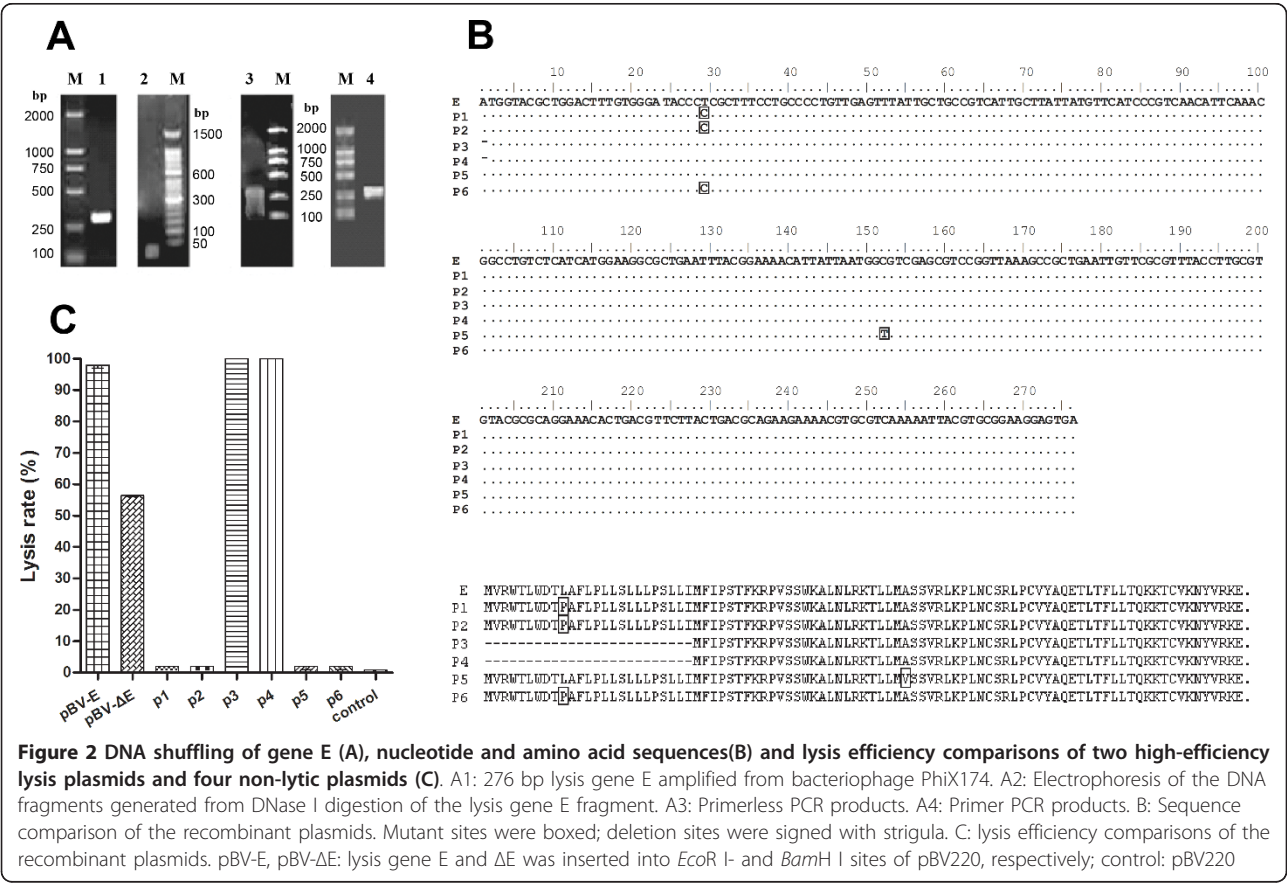 A
M 1 2 M 3 M M 4
bp
2000
1000
750
500
250
100
bp
1500
600
300
100
50
bp
2000
1000
750
500
250
100
B
10 20 30 40 50 60 70 80 90 100
E ATGGTACGCTGGACTTTGTGGGATACCCTCGCTTTCCTGCCCCTGTTGAGTTTATTGCTGCCGTCATTGCTTATTATGTTCATCCCGTCAACATTCAAAC
P1 C
P2 C
P3 -
P4 -
P5
P6 C
110 120 130 140 150 160 170 180 190 200
E GGCCTGTCTCATCATGGAAGGCGCTGAATTTACGGAAAACATTATTAATGGCGTCGAGCGTCCGGTTAAAGCCGCTGAATTGTTCGCGTTTACCTTGCGT
P1
P2
P3
P4
P5 T
P6
210 220 230 240 250 260 270
E GTACGCGCAGGAAACACTGACGTTCTTACTGACGCAGAAGAAAACGTGCGTCAAAAATTACGTGCGGAAGGAGTGA
P1
P2
P3
P4
P5
P6
E MVRWTLWDTLAFLPLLSLLLPSLLIMFIPSTFKRPVSSWKALNLRKTLLMASSVRLKPLNCSRLPCVYAQETLTFLLTQKKTCVKNYVRKE.
P1 MVRWTLWDTPAFLPLLSLLLPSLLIMFIPSTFKRPVSSWKALNLRKTLLMASSVRLKPLNCSRLPCVYAQETLTFLLTQKKTCVKNYVRKE.
P2 MVRWTLWDTPAFLPLLSLLLPSLLIMFIPSTFKRPVSSWKALNLRKTLLMASSVRLKPLNCSRLPCVYAQETLTFLLTQKKTCVKNYVRKE.
P3 -------------------------MFIPSTFKRPVSSWKALNLRKTLLMASSVRLKPLNCSRLPCVYAQETLTFLLTQKKTCVKNYVRKE.
P4 -------------------------MFIPSTFKRPVSSWKALNLRKTLLMASSVRLKPLNCSRLPCVYAQETLTFLLTQKKTCVKNYVRKE.
P5 MVRWTLWDTLAFLPLLSLLLPSLLIMFIPSTFKRPVSSWKALNLRKTLLMVSSVRLKPLNCSRLPCVYAQETLTFLLTQKKTCVKNYVRKE.
P6 MVRWTLWDTPAFLPLLSLLLPSLLIMFIPSTFKRPVSSWKALNLRKTLLMASSVRLKPLNCSRLPCVYAQETLTFLLTQKKTCVKNYVRKE.
C
Lysis rate (%)
100
90
80
70
60
50
40
30
20
10
0
pBV-E pBV-ΔE p1 p2 p3 p4 p5 p6 control
Figure 2 DNA shuffling of gene E (A), nucleotide and amino acid sequences(B) and lysis efficiency comparisons of two high-efficiency
lysis plasmids and four non-lytic plasmids (C). A1: 276 bp lysis gene E amplified from bacteriophage PhiX174. A2: Electrophoresis of the DNA
fragments generated from DNase I digestion of the lysis gene E fragment. A3: Primerless PCR products. A4: Primer PCR products. B: Sequence
comparison of the recombinant plasmids. Mutant sites were boxed; deletion sites were signed with strigula. C: lysis efficiency comparisons of the
recombinant plasmids. pBV-E, pBV-ΔE: lysis gene E and ΔE was inserted into EcoR I- and BamH I sites of pBV220, respectively; control: pBV220